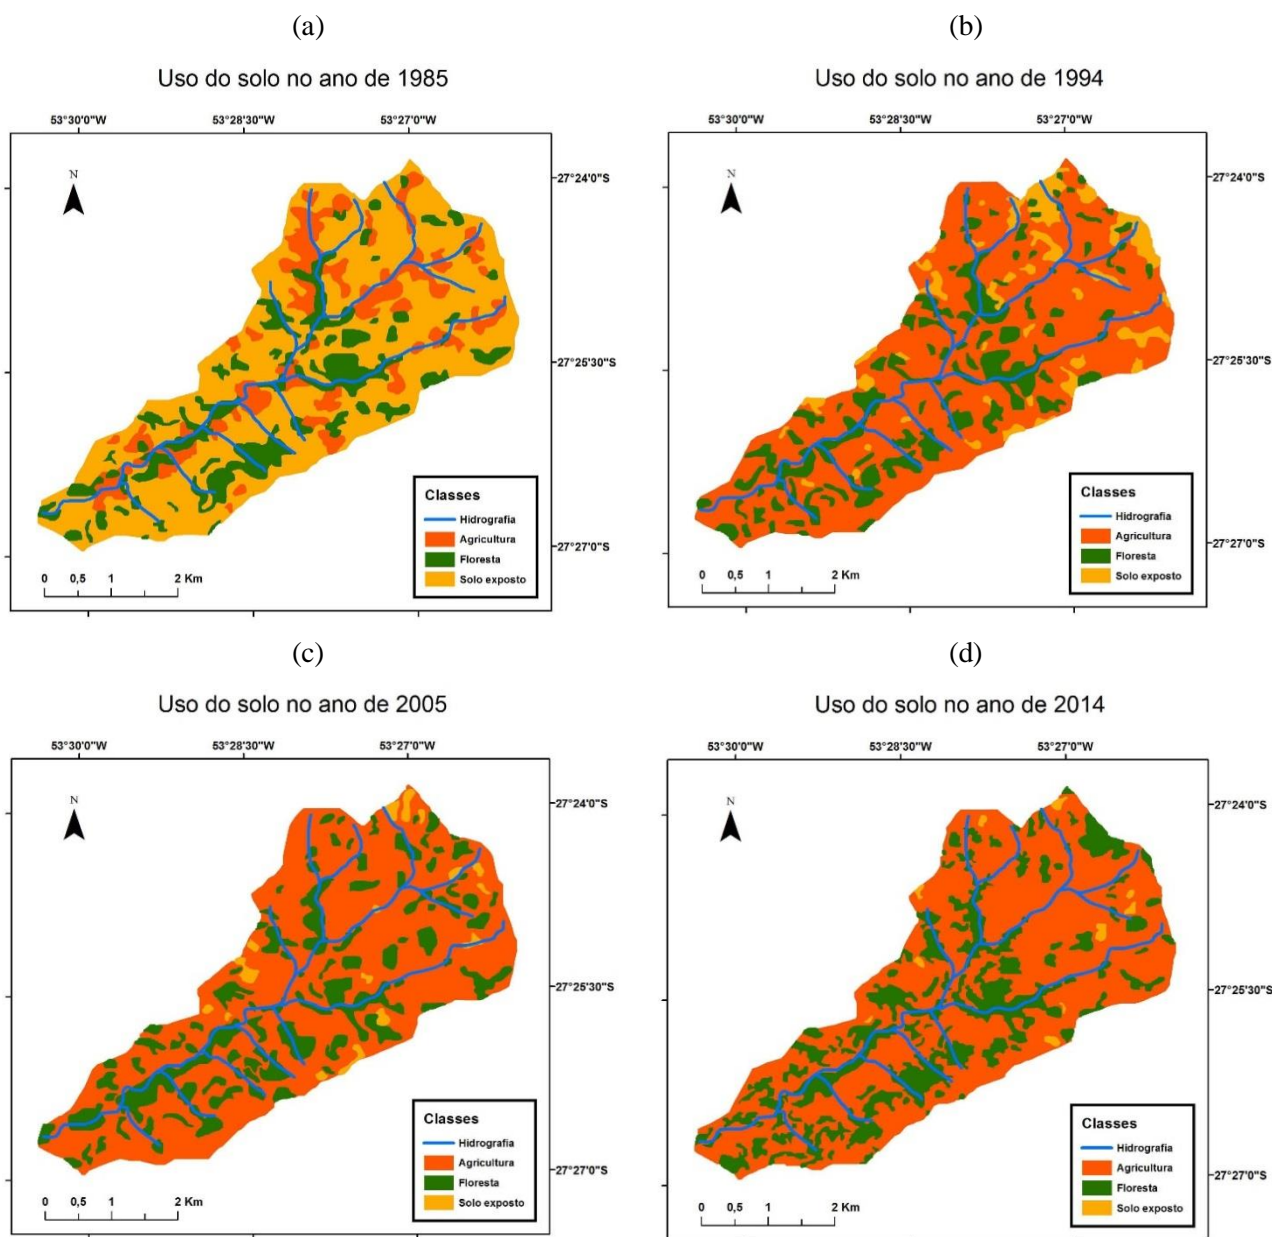 (a)
Uso do solo no ano de 1985
53°30'0"W 53°28'30"W 53°27'0"W
N
27°24'0"S
27°25'30"S
27°27'0"S
Classes
Hidrografia
Agricultura
Floresta
Solo exposto
0 0,5 1 2 Km
(b)
Uso do solo no ano de 1994
53°30'0"W 53°28'30"W 53°27'0"W
N
27°24'0"S
27°25'30"S
27°27'0"S
Classes
Hidrografia
Agricultura
Floresta
Solo exposto
0 0,5 1 2 Km
(c)
Uso do solo no ano de 2005
53°30'0"W 53°28'30"W 53°27'0"W
N
27°24'0"S
27°25'30"S
27°27'0"S
Classes
Hidrografia
Agricultura
Floresta
Solo exposto
0 0,5 1 2 Km
(d)
Uso do solo no ano de 2014
53°30'0"W 53°28'30"W 53°27'0"W
N
27°24'0"S
27°25'30"S
27°27'0"S
Classes
Hidrografia
Agricultura
Floresta
Solo exposto
0 0,5 1 2 Km